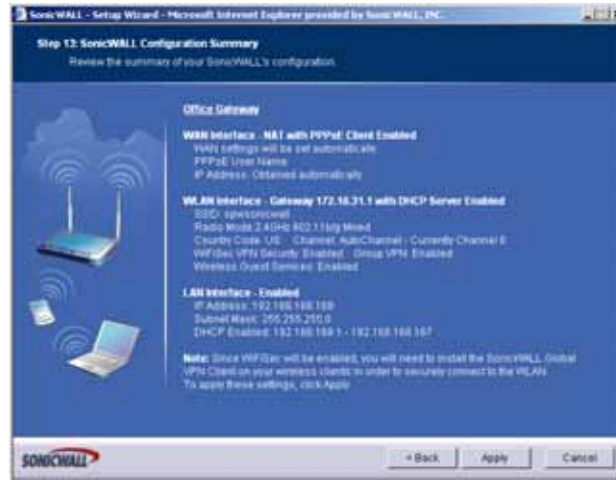 SonicWALL - Setup Wizard - Microsoft Internet Explorer provided by SonicWALL, INC.
Step 13: SonicWALL Configuration Summary
Review the summary of your SonicWALL's configuration.
Office Gateway
WAN Interface - NAT with PPPoE Client Enabled
WAN settings will be set automatically
PPPoE User Name
IP Address: Obtained automatically
WLAN Interface - Gateway 172.16.31.1 with DHCP Server Enabled
SSID: spwsonicwall
Radio Mode: 2.4GHz 802.11b/g Mixed
Country Code: US Channel: AutoChannel - Currently Channel 6
WiFiSec VPN Security: Enabled Group VPN: Enabled
Wireless Guest Services: Enabled
LAN Interface - Enabled
IP Address: 192.168.168.168
Subnet Mask: 255.255.255.0
DHCP Enabled: 192.168.168.1 - 192.168.168.167
Note: Since WiFiSec will be enabled, you will need to install the SonicWALL Global
VPN Client on your wireless clients in order to securely connect to the WLAN.
To apply these settings, click Apply
SONICWALL
< Back Apply Cancel